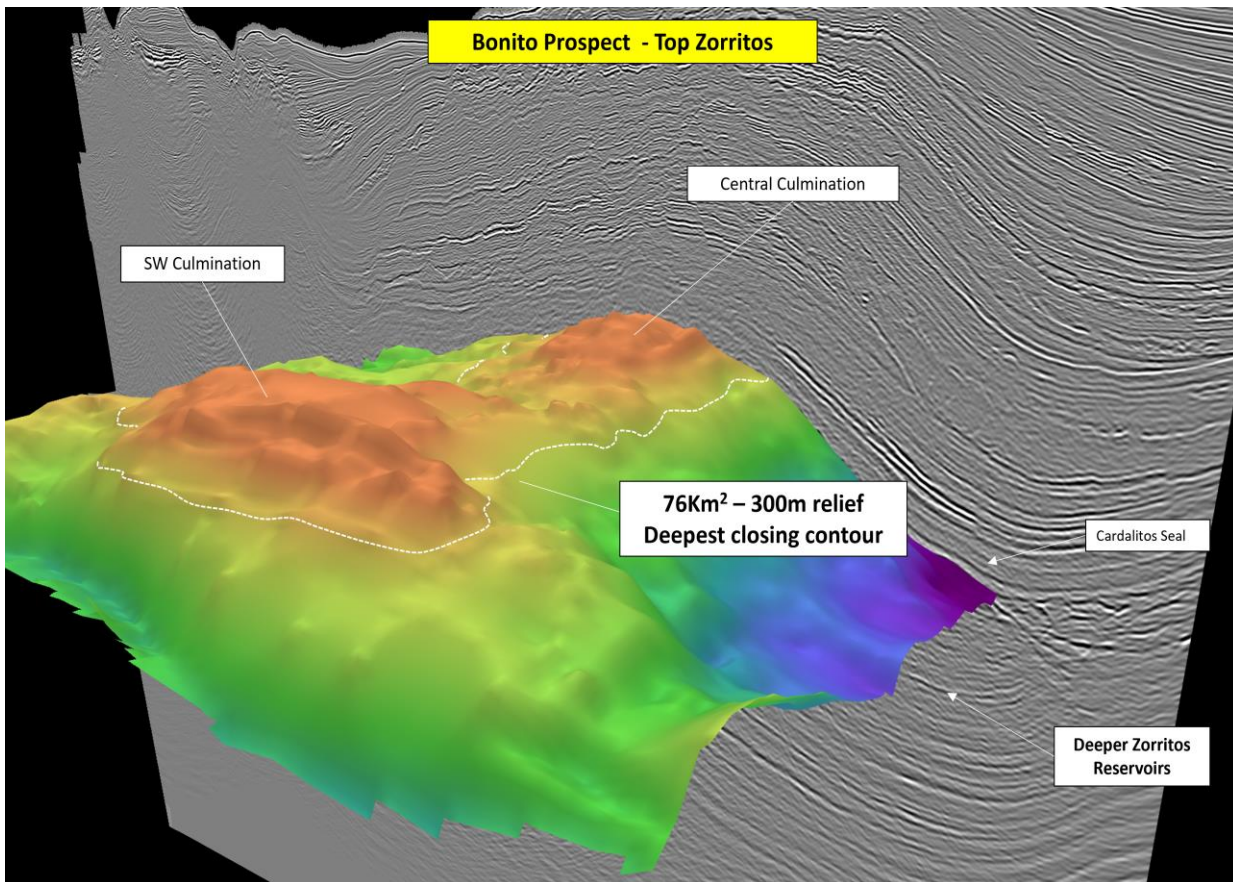 Bonito Prospect - Top Zorritos
Central Culmination
SW Culmination
76Km² – 300m relief
Deepest closing contour
Cardalitos Seal
Deeper Zorritos
Reservoirs